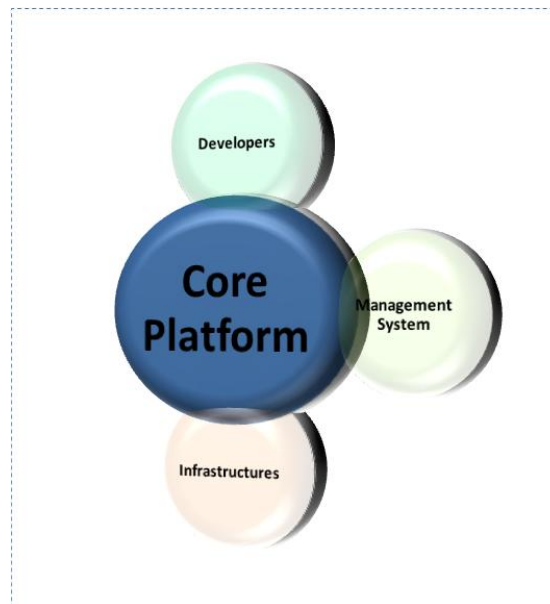 Developers
Core
Platform
Management
System
Infrastructures